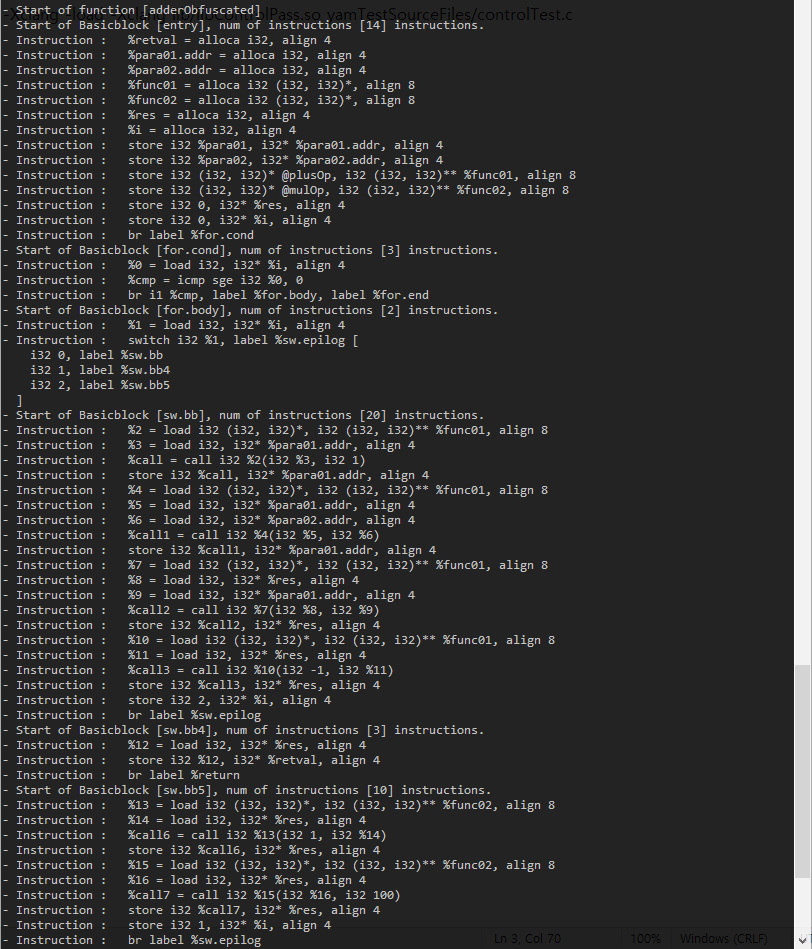 -Xclang -load -Xclang lib/libControlPass.so yamTestSourceFiles/controlTest.c
Start of function [adderObfuscated]
- Start of Basicblock [entry], num of instructions [14] instructions.
- Instruction :   %retval = alloca i32, align 4
- Instruction :   %para01.addr = alloca i32, align 4
- Instruction :   %para02.addr = alloca i32, align 4
- Instruction :   %func01 = alloca i32 (i32, i32)*, align 8
- Instruction :   %func02 = alloca i32 (i32, i32)*, align 8
- Instruction :   %res = alloca i32, align 4
- Instruction :   %i = alloca i32, align 4
- Instruction :   store i32 %para01, i32* %para01.addr, align 4
- Instruction :   store i32 %para02, i32* %para02.addr, align 4
- Instruction :   store i32 (i32, i32)* @plusOp, i32 (i32, i32)** %func01, align 8
- Instruction :   store i32 (i32, i32)* @mulOp, i32 (i32, i32)** %func02, align 8
- Instruction :   store i32 0, i32* %res, align 4
- Instruction :   store i32 0, i32* %i, align 4
- Instruction :   br label %for.cond
- Start of Basicblock [for.cond], num of instructions [3] instructions.
- Instruction :   %0 = load i32, i32* %i, align 4
- Instruction :   %cmp = icmp sge i32 %0, 0
- Instruction :   br i1 %cmp, label %for.body, label %for.end
- Start of Basicblock [for.body], num of instructions [2] instructions.
- Instruction :   %1 = load i32, i32* %i, align 4
- Instruction :   switch i32 %1, label %sw.epilog [
    i32 0, label %sw.bb
    i32 1, label %sw.bb4
    i32 2, label %sw.bb5
  ]
- Start of Basicblock [sw.bb], num of instructions [20] instructions.
- Instruction :   %2 = load i32 (i32, i32)*, i32 (i32, i32)** %func01, align 8
- Instruction :   %3 = load i32, i32* %para01.addr, align 4
- Instruction :   %call = call i32 %2(i32 %3, i32 1)
- Instruction :   store i32 %call, i32* %para01.addr, align 4
- Instruction :   %4 = load i32 (i32, i32)*, i32 (i32, i32)** %func01, align 8
- Instruction :   %5 = load i32, i32* %para01.addr, align 4
- Instruction :   %6 = load i32, i32* %para02.addr, align 4
- Instruction :   %call1 = call i32 %4(i32 %5, i32 %6)
- Instruction :   store i32 %call1, i32* %para01.addr, align 4
- Instruction :   %7 = load i32 (i32, i32)*, i32 (i32, i32)** %func01, align 8
- Instruction :   %8 = load i32, i32* %res, align 4
- Instruction :   %9 = load i32, i32* %para01.addr, align 4
- Instruction :   %call2 = call i32 %7(i32 %8, i32 %9)
- Instruction :   store i32 %call2, i32* %res, align 4
- Instruction :   %10 = load i32 (i32, i32)*, i32 (i32, i32)** %func01, align 8
- Instruction :   %11 = load i32, i32* %res, align 4
- Instruction :   %call3 = call i32 %10(i32 -1, i32 %11)
- Instruction :   store i32 %call3, i32* %res, align 4
- Instruction :   store i32 2, i32* %i, align 4
- Instruction :   br label %sw.epilog
- Start of Basicblock [sw.bb4], num of instructions [3] instructions.
- Instruction :   %12 = load i32, i32* %res, align 4
- Instruction :   store i32 %12, i32* %retval, align 4
- Instruction :   br label %return
- Start of Basicblock [sw.bb5], num of instructions [10] instructions.
- Instruction :   %13 = load i32 (i32, i32)*, i32 (i32, i32)** %func02, align 8
- Instruction :   %14 = load i32, i32* %res, align 4
- Instruction :   %call6 = call i32 %13(i32 1, i32 %14)
- Instruction :   store i32 %call6, i32* %res, align 4
- Instruction :   %15 = load i32 (i32, i32)*, i32 (i32, i32)** %func02, align 8
- Instruction :   %16 = load i32, i32* %res, align 4
- Instruction :   %call7 = call i32 %15(i32 %16, i32 100)
- Instruction :   store i32 %call7, i32* %res, align 4
- Instruction :   store i32 1, i32* %i, align 4
- Instruction :   br label %sw.epilog
Ln 3, Col 70   100%   Windows (CRLF)